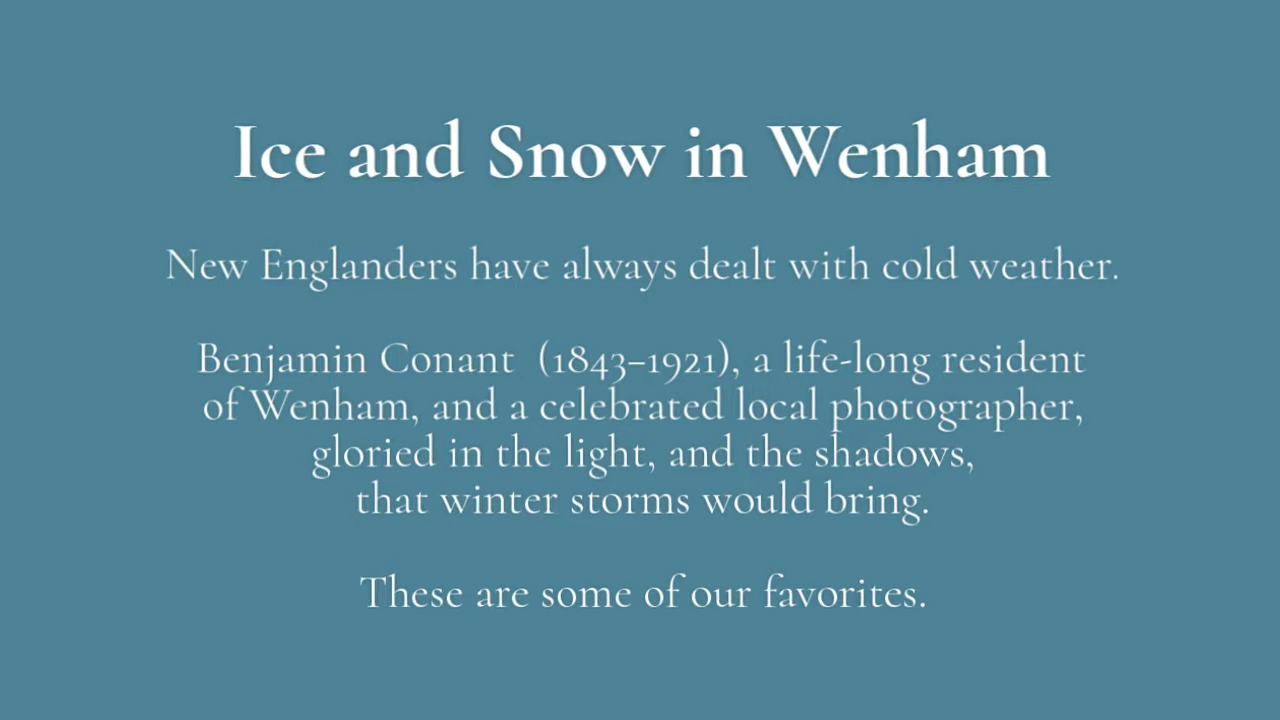 Ice and Snow in Wenham
New Englanders have always dealt with cold weather.
Benjamin Conant  (1843–1921), a life-long resident
of Wenham, and a celebrated local photographer,
gloried in the light, and the shadows,
that winter storms would bring.
These are some of our favorites.